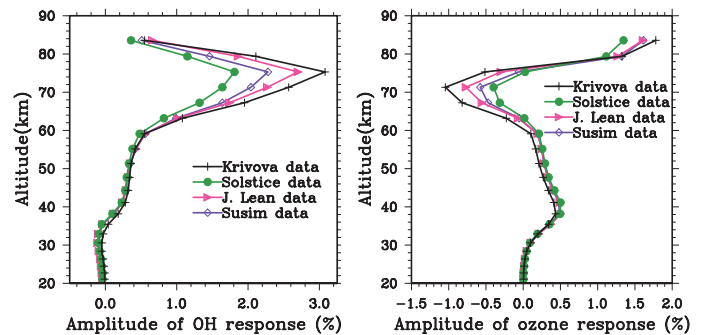 90
80
70
60
50
40
30
20
Altitude(km)
0.0 1.0 2.0 3.0
Amplitude of OH response (%)
Krivova data
Solstice data
J. Lean data
Susim data
90
80
70
60
50
40
30
20
Altitude(km)
-1.5 -1.0 -0.5 0.0 0.5 1.0 1.5 2.0
Amplitude of ozone response (%)
Krivova data
Solstice data
J. Lean data
Susim data